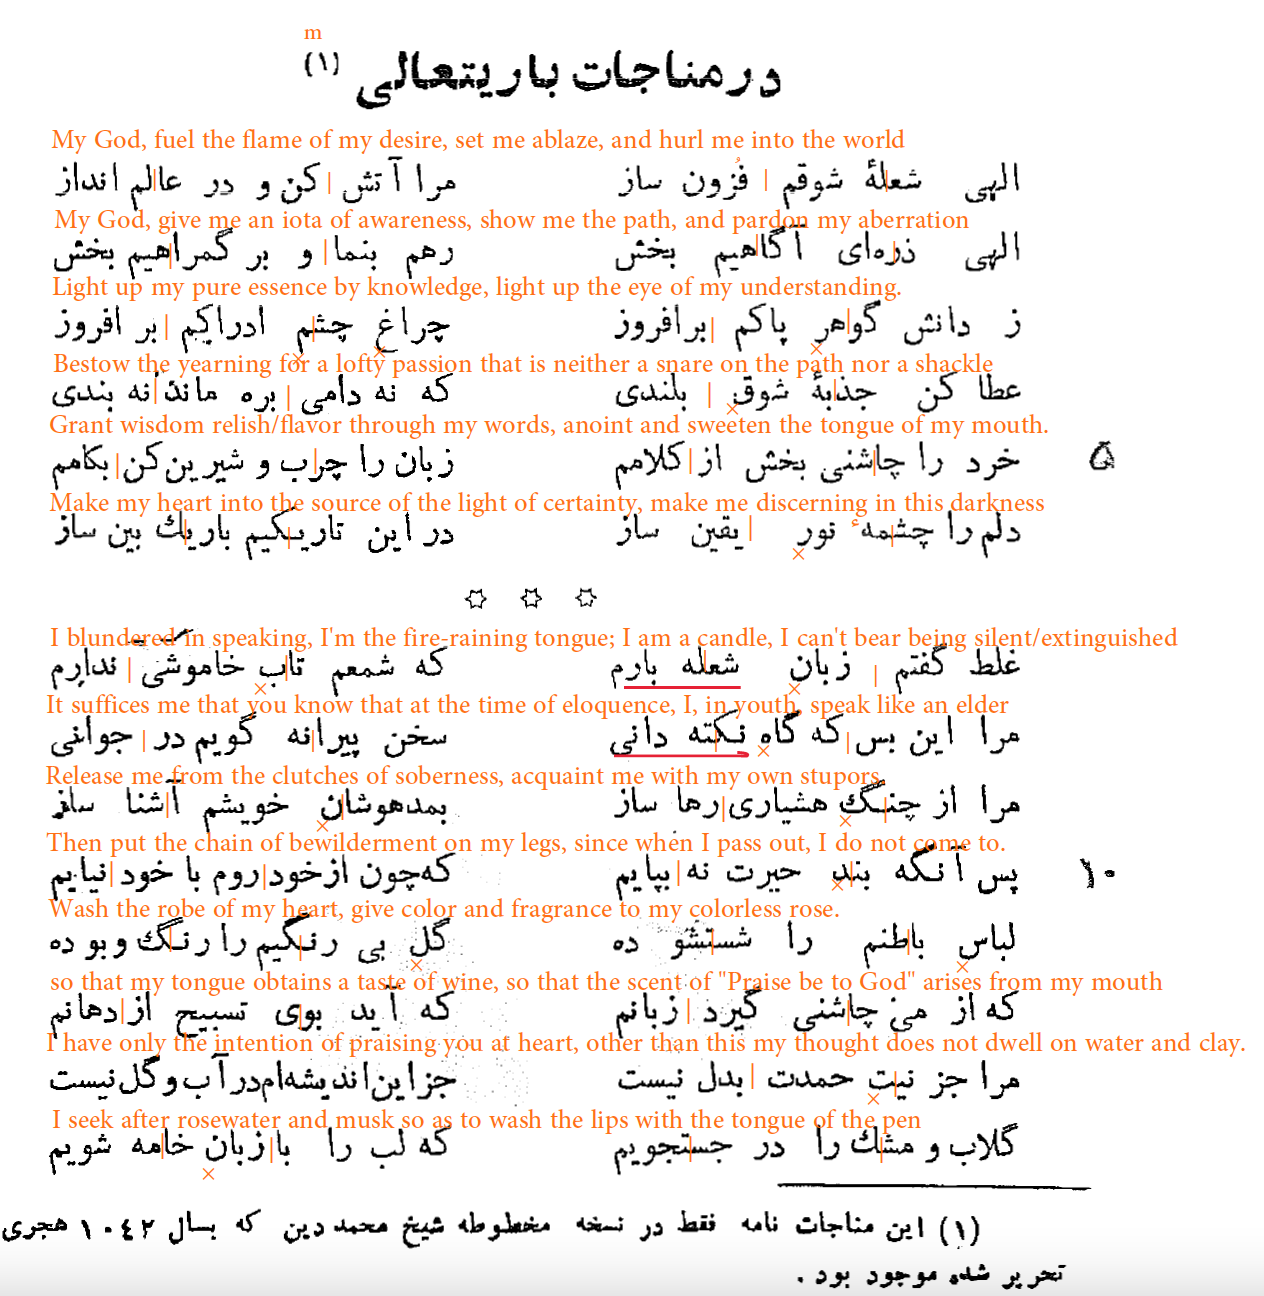 m
در مناجات باریتعالی (۱)
My God, fuel the flame of my desire, set me ablaze, and hurl me into the world
الهی شعلهٔ شوقم فُزون ساز مرا آتش کن و در عالم انداز
My God, give me an iota of awareness, show me the path, and pardon my aberration
الهی ذره‌ای آگاهیم بخش رهم بنما و بر گمراهیم بخش
Light up my pure essence by knowledge, light up the eye of my understanding.
ز دانش گواهر پاکم برافروز چراغ چشم ادراکم بر افروز
Bestow the yearning for a lofty passion that is neither a snare on the path nor a shackle
عطا کن جذبهٔ شوق بلندی که نه دامی بره ماند نه بندی
Grant wisdom relish/flavor through my words, anoint and sweeten the tongue of my mouth.
خرد را چاشنی بخش از کلامم زبان را چرب و شیرین کن بکامم ۵
Make my heart into the source of the light of certainty, make me discerning in this darkness
دلم را چشمهٔ نور یقین ساز در این تاریکیم باریك بین ساز
✡ ✡ ✡
I blundered in speaking, I'm the fire-raining tongue; I am a candle, I can't bear being silent/extinguished
غلط گفتم زبان شعله بارم که شمعم تاب خاموشی ندارم
It suffices me that you know that at the time of eloquence, I, in youth, speak like an elder
مرا این بس که گاه نکته دانی سخن پیرانه گویم در جوانی
Release me from the clutches of soberness, acquaint me with my own stupors
مرا از چنگ هشیاری رها ساز بمدهوشان خویشم آشنا ساز
Then put the chain of bewilderment on my legs, since when I pass out, I do not come to.
پس آنگه بند حیرت نه بپایم که چون از خود روم با خود نیایم ۱۰
Wash the robe of my heart, give color and fragrance to my colorless rose.
لباس باطنم را شستشو ده گل بی رنگیم را رنگ و بو ده
so that my tongue obtains a taste of wine, so that the scent of "Praise be to God" arises from my mouth
که از می چاشنی گیرد زبانم که آید بوی تسبیح از دهانم
I have only the intention of praising you at heart, other than this my thought does not dwell on water and clay.
مرا جز نیت حمدت بدل نیست جز این اندیشه‌ام در آب و گل نیست
I seek after rosewater and musk so as to wash the lips with the tongue of the pen
گلاب و مشك را در جستجویم که لب را با زبان خامه شویم
(۱) این مناجات نامه فقط در نسخه مخطوطه شیخ محمد دین که بسال ۱۰۴۲ هجری
تحریر شده موجود بود .